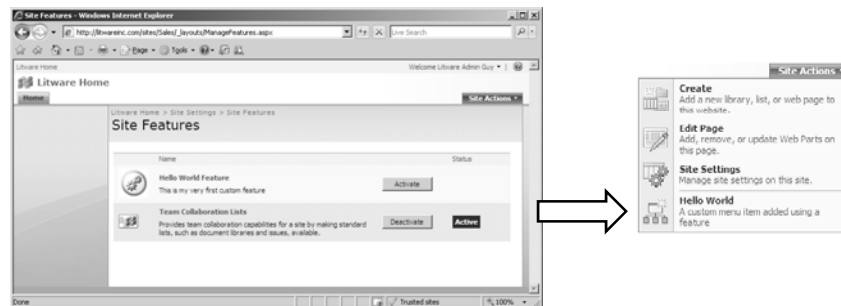 Site Features - Windows Internet Explorer
http://litwareinc.com/sites/Sales/_layouts/ManageFeatures.aspx
Live Search
Page
Tools
Litware Home
Welcome Litware Admin Guy
Litware Home
Home
Site Actions
Litware Home > Site Settings > Site Features
Site Features
Name
Status
Hello World Feature
This is my very first custom feature
Activate
Team Collaboration Lists
Provides team collaboration capabilities for a site by making standard
lists, such as document libraries and issues, available.
Deactivate
Active
Done
Trusted sites
100%
Site Actions
Create
Add a new library, list, or web page to
this website.
Edit Page
Add, remove, or update Web Parts on
this page.
Site Settings
Manage site settings on this site.
Hello World
A custom menu item added using a
feature